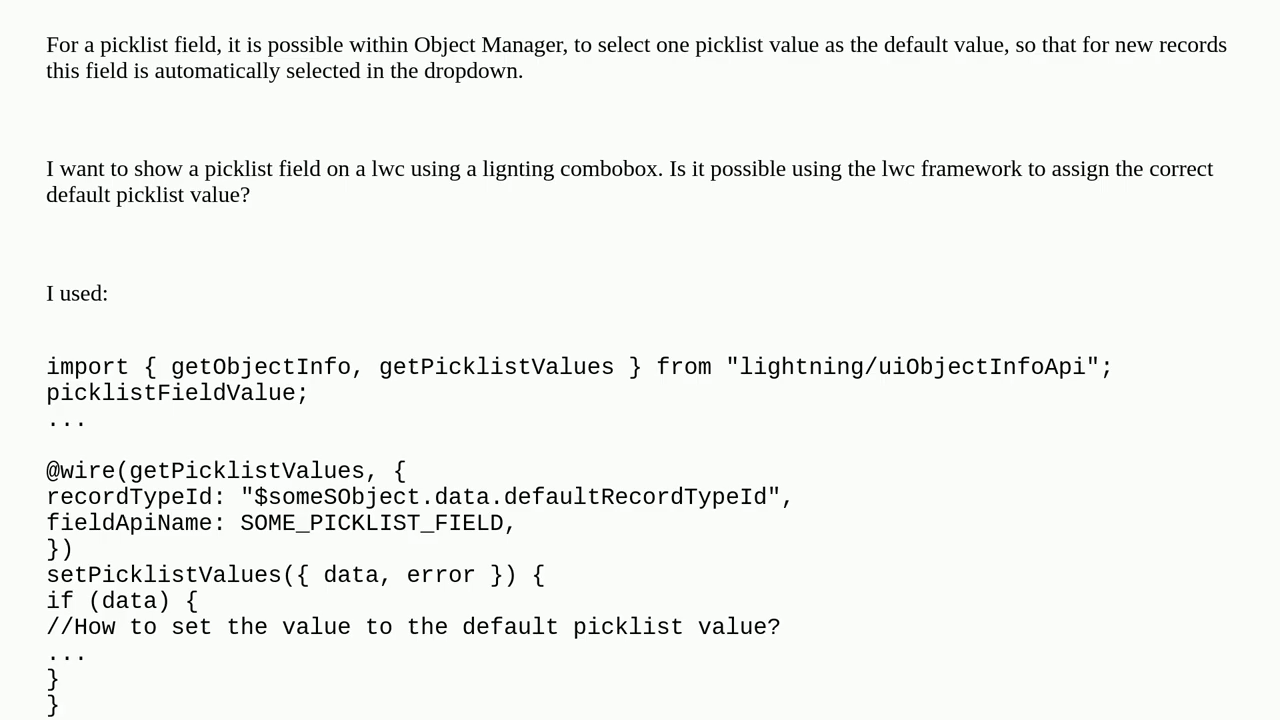 For a picklist field, it is possible within Object Manager, to select one picklist value as the default value, so that for new records
this field is automatically selected in the dropdown.
I want to show a picklist field on a lwc using a lignting combobox. Is it possible using the lwc framework to assign the correct
default picklist value?
I used:
import { getObjectInfo, getPicklistValues } from "lightning/uiObjectInfoApi";
picklistFieldValue;
...
@wire(getPicklistValues, {
recordTypeId: "$someSObject.data.defaultRecordTypeId",
fieldApiName: SOME_PICKLIST_FIELD,
})
setPicklistValues({ data, error }) {
if (data) {
//How to set the value to the default picklist value?
...
}
}